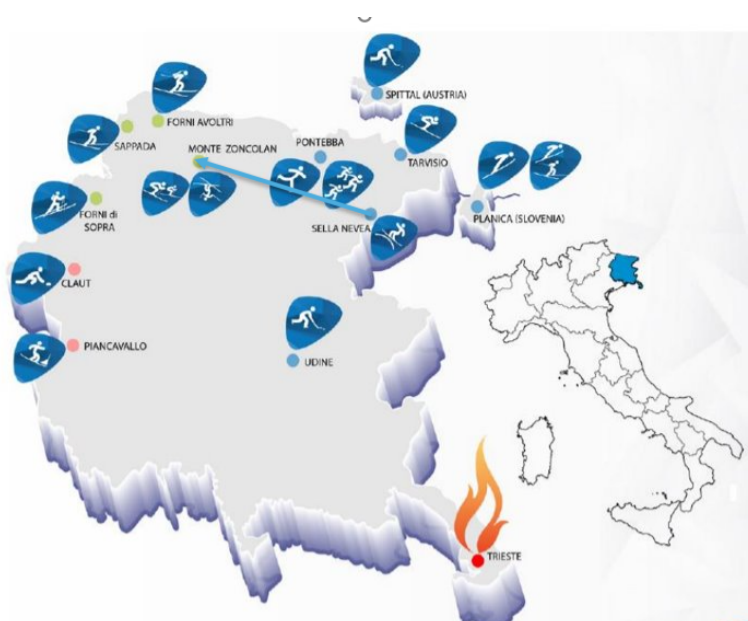 SPITTAL (AUSTRIA)
FORNI AVOLTRI
SAPPADA
MONTE ZONCOLAN
PONTEBBA
TARVISIO
FORNI di
SOPRA
SELLA NEVEA
PLANICA (SLOVENIA)
CLAUT
PIANCAVALLO
UDINE
TRIESTE